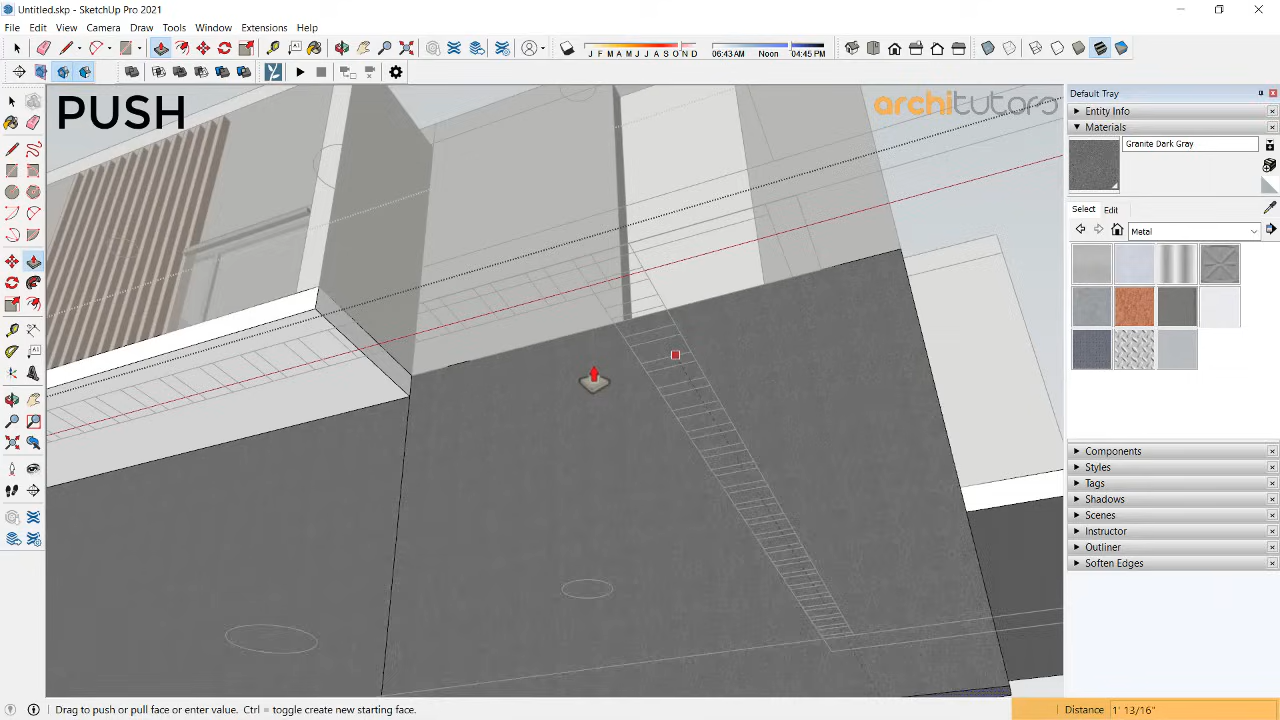 Untitled.skp - SketchUp Pro 2021
File Edit View Camera Draw Tools Window Extensions Help
J F M A M J J A S O N D
06:43 AM Noon 04:45 PM
PUSH
architutors
Default Tray
Entity Info
Materials
Granite Dark Gray
Select Edit
Metal
Components
Styles
Tags
Shadows
Scenes
Instructor
Outliner
Soften Edges
Drag to push or pull face or enter value. Ctrl = toggle create new starting face.
Distance 1' 13/16"